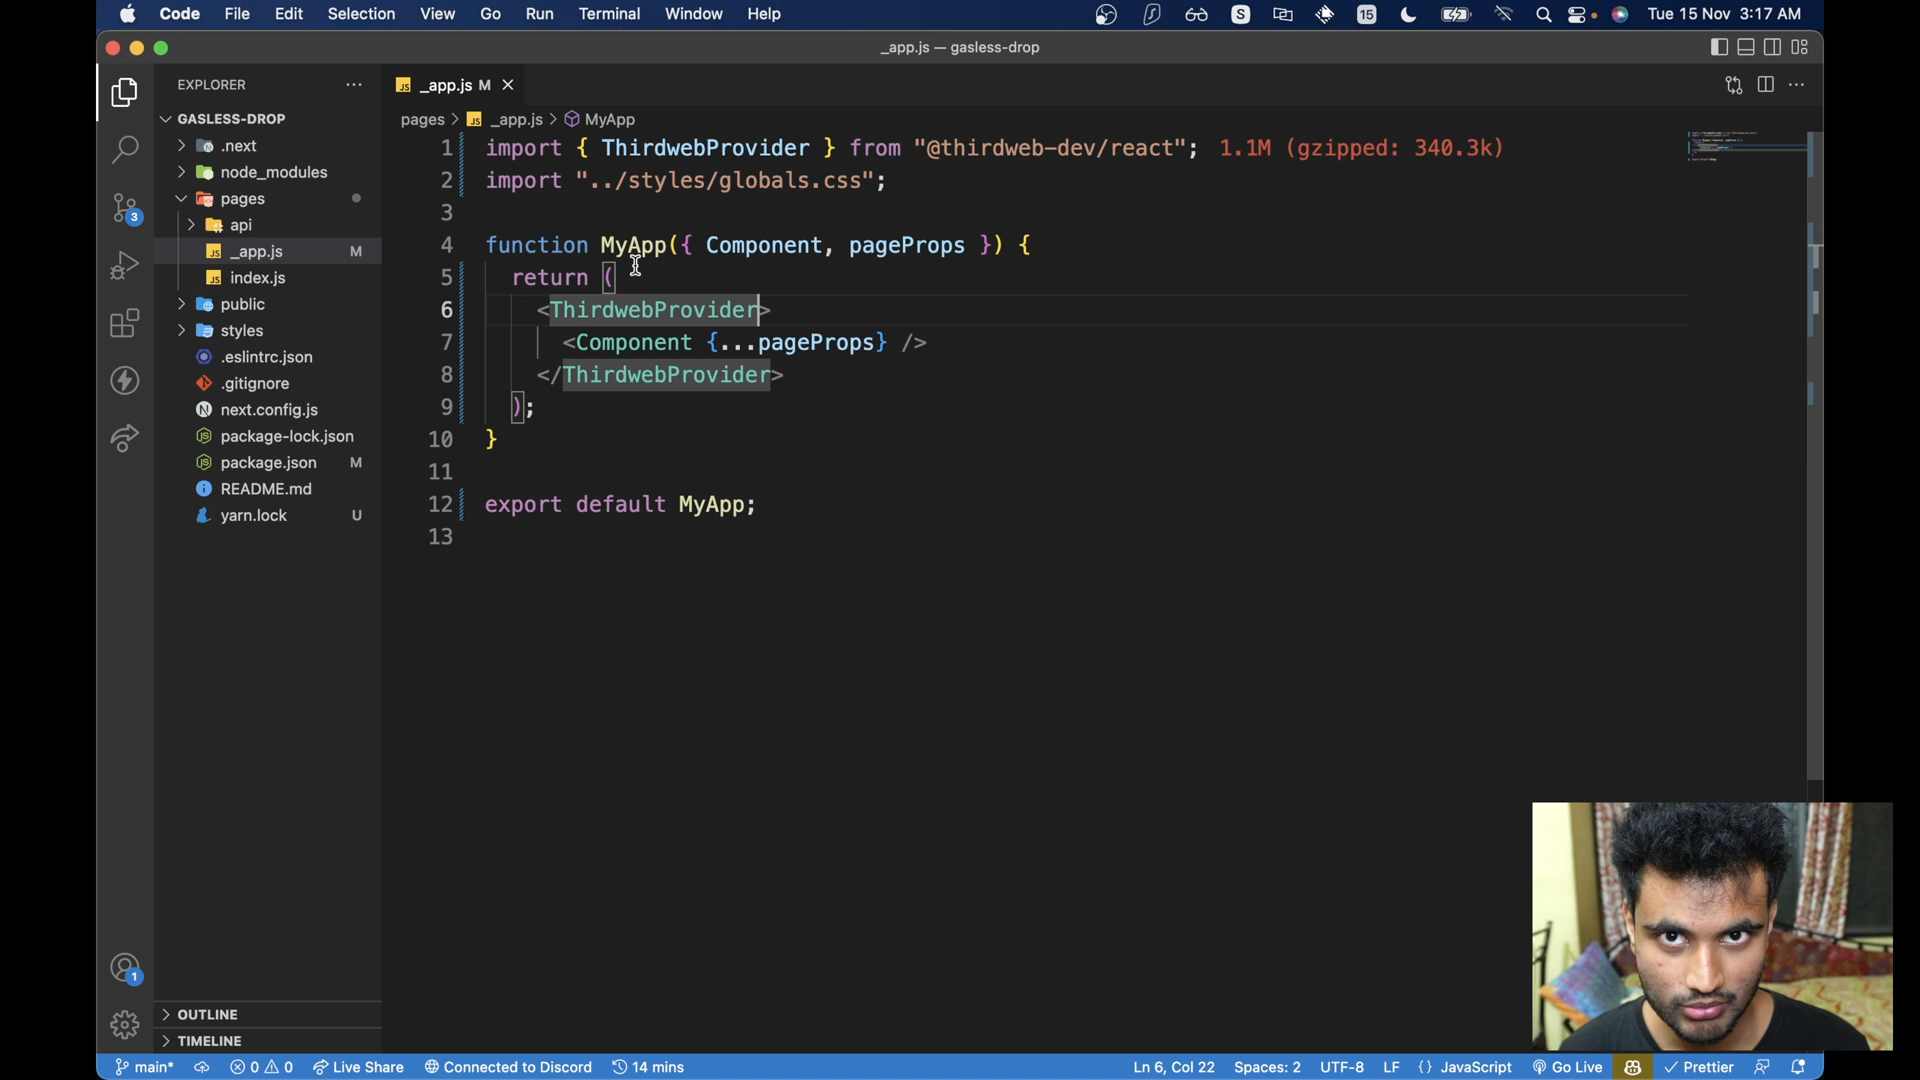 Code File Edit Selection View Go Run Terminal Window Help S 15 Tue 15 Nov 3:17 AM
_app.js — gasless-drop
EXPLORER
_app.js M
GASLESS-DROP
.next
node_modules
pages
api
_app.js M
index.js
public
styles
.eslintrc.json
.gitignore
next.config.js
package-lock.json
package.json M
README.md
yarn.lock U
OUTLINE
TIMELINE
3
1
pages > JS _app.js > MyApp
1 import { ThirdwebProvider } from "@thirdweb-dev/react"; 1.1M (gzipped: 340.3k)
2 import "../styles/globals.css";
3
4 function MyApp({ Component, pageProps }) {
5 return (
6 <ThirdwebProvider>
7 <Component {...pageProps} />
8 </ThirdwebProvider>
9 );
10 }
11
12 export default MyApp;
13
main* 0 0 Live Share Connected to Discord 14 mins Ln 6, Col 22 Spaces: 2 UTF-8 LF {} JavaScript Go Live Prettier